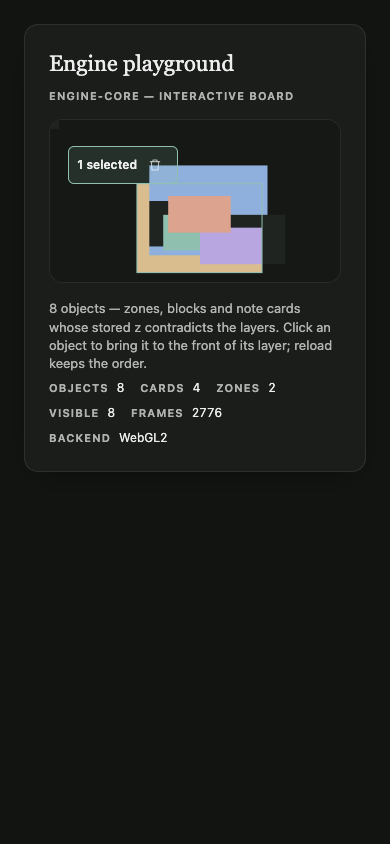 Engine playground
ENGINE-CORE — INTERACTIVE BOARD
1 selected
8 objects — zones, blocks and note cards
whose stored z contradicts the layers. Click an
object to bring it to the front of its layer; reload
keeps the order.
OBJECTS 8 CARDS 4 ZONES 2
VISIBLE 8 FRAMES 2776
BACKEND WebGL2